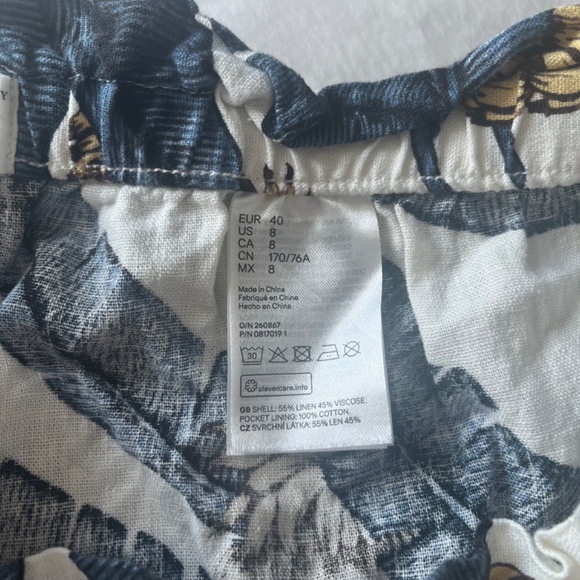 Y
EUR 40
US 8
CA 8
CN 170/76A
MX 8
Made in China
Fabriqué en Chine
Hecho en China
O/N 260867
P/N 0817019 1
30
clevercare.info
GB SHELL: 55% LINEN 45% VISCOSE.
POCKET LINING: 100% COTTON.
CZ SVRCHNÍ LÁTKA: 55% LEN 45%